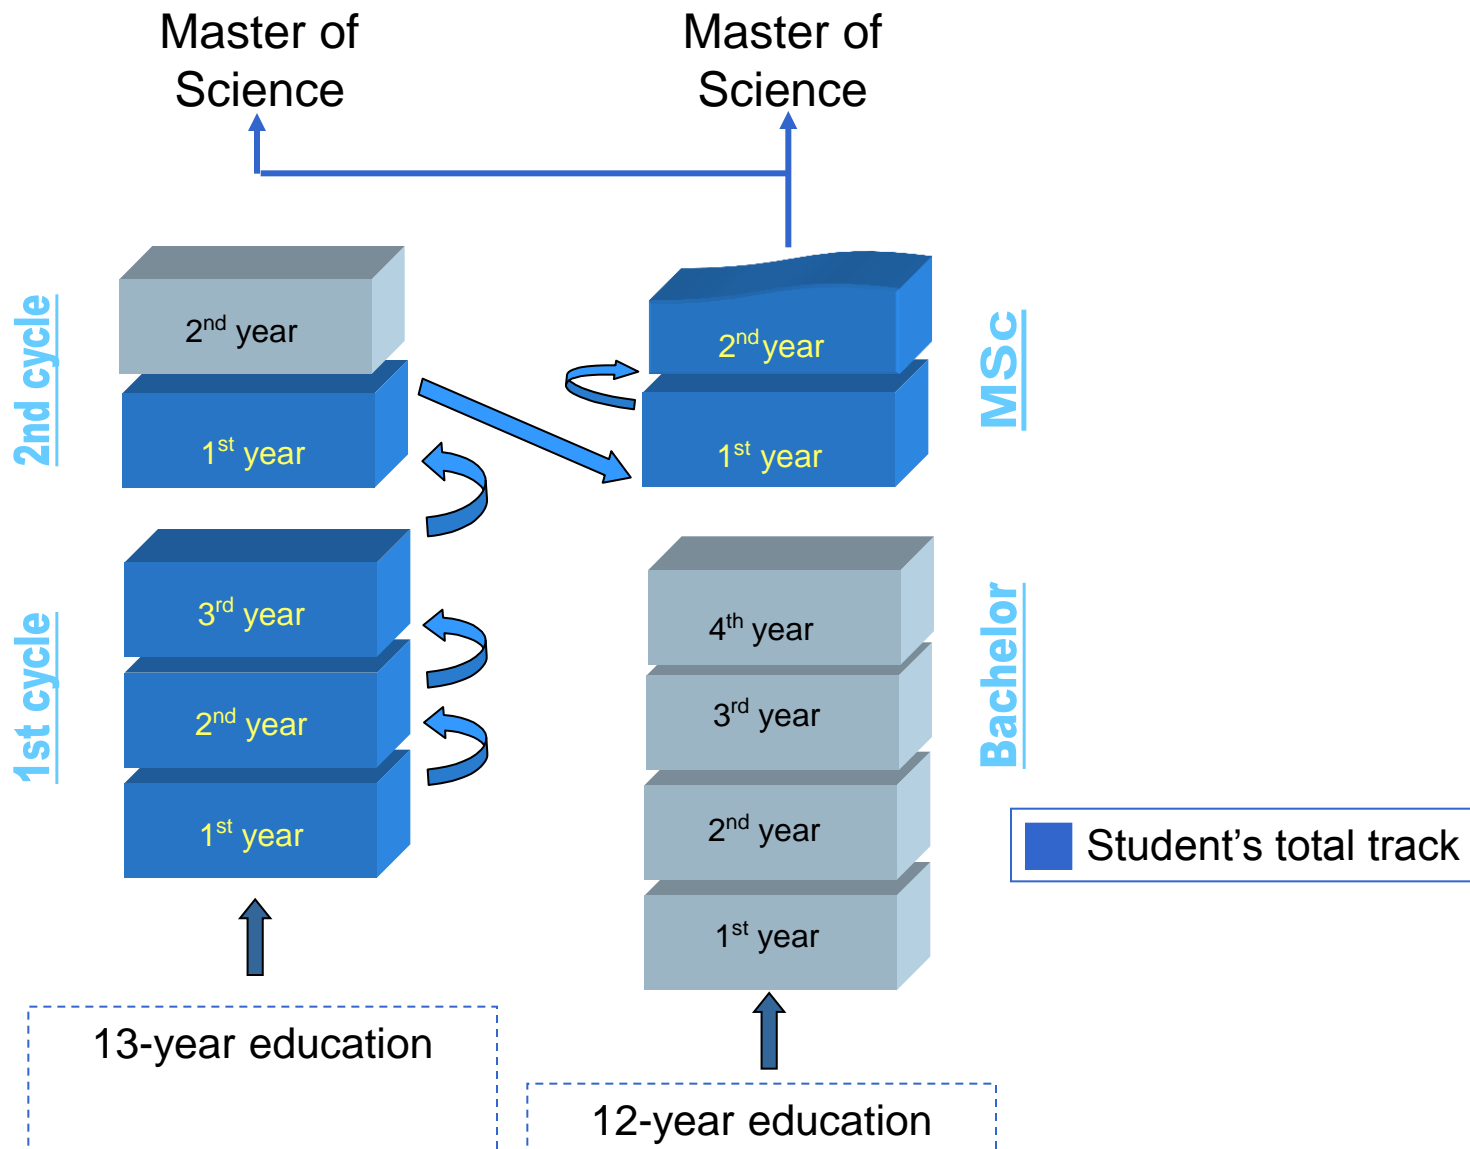 Master of
Science
Master of
Science
2nd cycle
2nd year
1st year
2nd year
1st year
MSc
1st cycle
3rd year
2nd year
1st year
4th year
3rd year
2nd year
1st year
Bachelor
Student’s total track
13-year education
12-year education